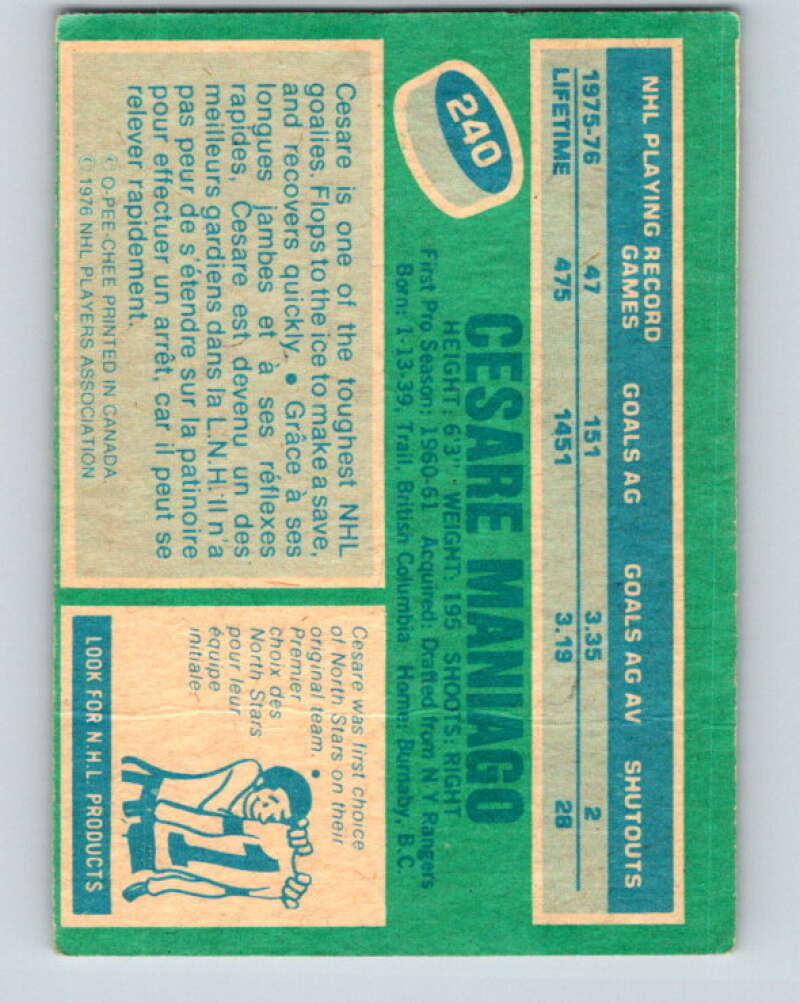 NHL PLAYING RECORD
GAMES GOALS AG GOALS AG AV SHUTOUTS
1975-76 47 151 3.35 2
LIFETIME 475 1451 3.19 28
240
CESARE MANIAGO
HEIGHT: 6'3" WEIGHT: 195 SHOOTS: RIGHT
First Pro Season: 1960-61 Acquired: Drafted from N Y Rangers
Born: 1-13-39, Trail, British Columbia Home: Burnaby, B.C.
Cesare is one of the toughest NHL
goalies. Flops to the ice to make a save,
and recovers quickly. • Grâce à ses
longues jambes et à ses réflexes
rapides, Cesare est devenu un des
meilleurs gardiens dans la L.N.H. Il n'a
pas peur de s'étendre sur la patinoire
pour effectuer un arrêt, car il peut se
relever rapidement.
© O-PEE-CHEE PRINTED IN CANADA.
© 1976 NHL PLAYERS ASSOCIATION
Cesare was first choice
of North Stars on their
original team. •
Premier
choix des
North Stars
pour leur
équipe
initiale.
1
LOOK FOR N.H.L. PRODUCTS